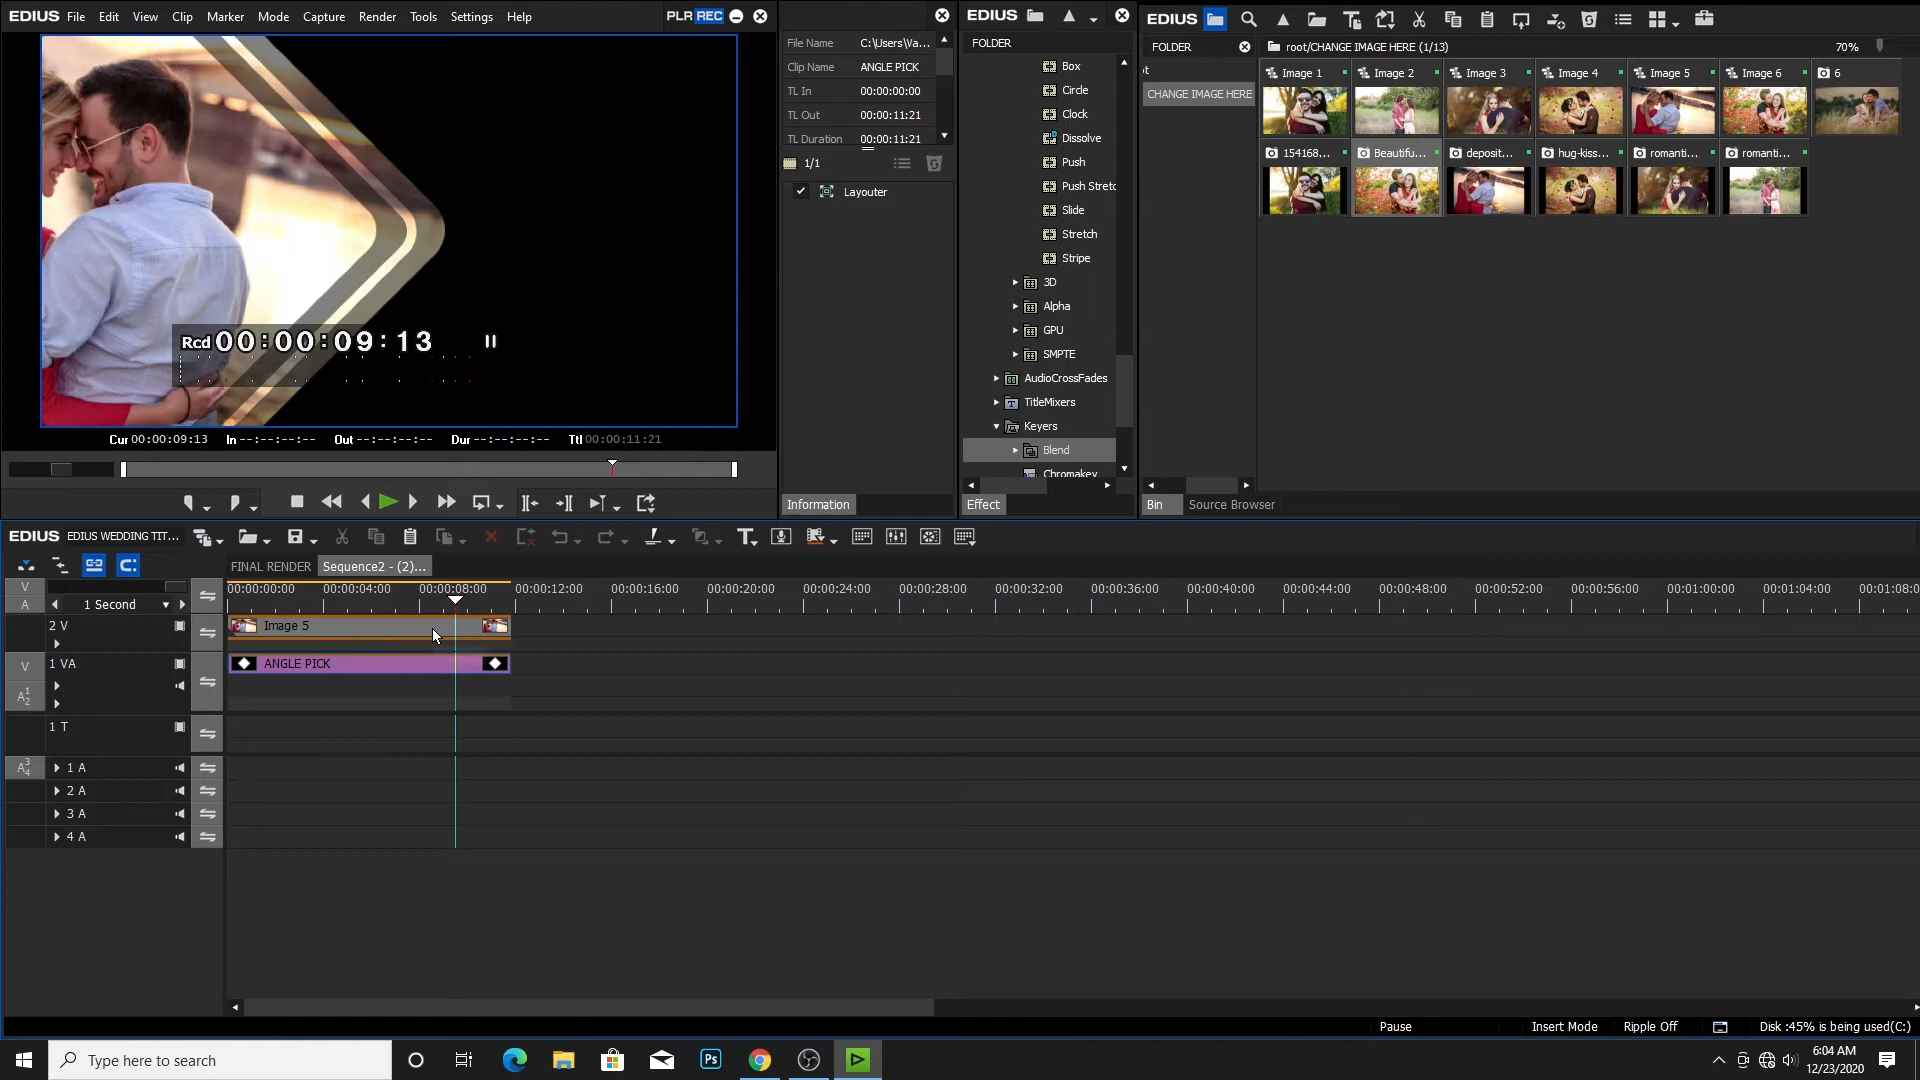 EDIUS File Edit View Clip Marker Mode Capture Render Tools Settings Help PLR REC
Rcd 00:00:09:13
Cur 00:00:09:13 In --:--:--:-- Out --:--:--:-- Dur --:--:--:-- Ttl 00:00:11:21
File Name C:\Users\Va...
Clip Name ANGLE PICK
TL In 00:00:00:00
TL Out 00:00:11:21
TL Duration 00:00:11:21
1/1
Layouter
Information
EDIUS
FOLDER
Box
Circle
Clock
Dissolve
Push
Push Stretc
Slide
Stretch
Stripe
3D
Alpha
GPU
SMPTE
AudioCrossFades
TitleMixers
Keyers
Blend
Chromakey
Effect
EDIUS
FOLDER
CHANGE IMAGE HERE
root/CHANGE IMAGE HERE (1/13) 70%
Image 1 Image 2 Image 3 Image 4 Image 5 Image 6 6
154168... Beautifu... deposit... hug-kiss... romanti... romanti...
Bin Source Browser
EDIUS EDIUS WEDDING TIT...
FINAL RENDER Sequence2 - (2)...
V
A 1 Second
00:00:00:00 00:00:04:00 00:00:08:00 00:00:12:00 00:00:16:00 00:00:20:00 00:00:24:00 00:00:28:00 00:00:32:00 00:00:36:00 00:00:40:00 00:00:44:00 00:00:48:00 00:00:52:00 00:00:56:00 00:01:00:00 00:01:04:00 00:01:08:0
2 V Image 5
V 1 VA ANGLE PICK
A 1 2
1 T
A 3 4 1 A
2 A
3 A
4 A
Pause Insert Mode Ripple Off Disk :45% is being used(C:)
Type here to search
Ps
6:04 AM
12/23/2020